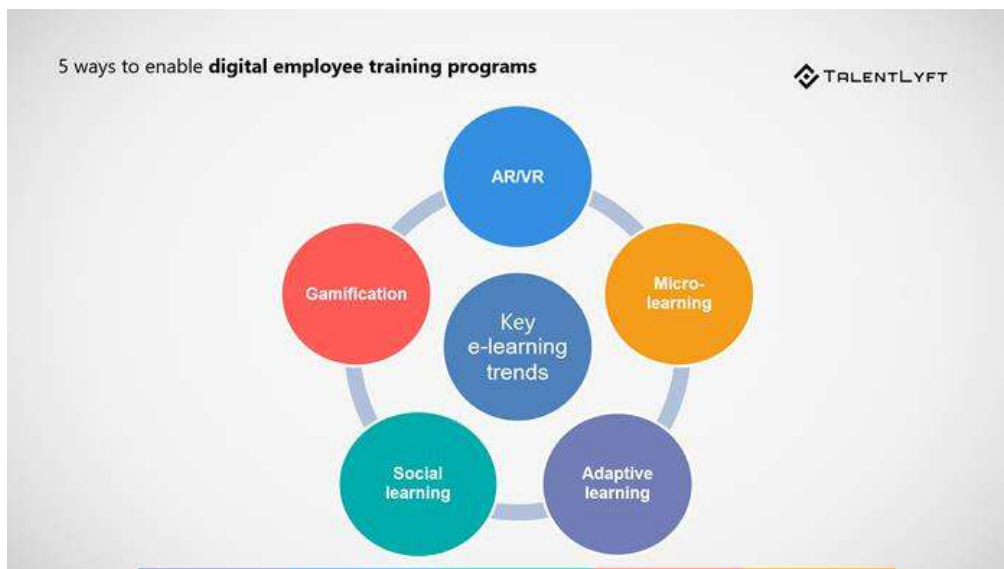 5 ways to enable digital employee training programs
TALENTLYFT
AR/VR
Micro-
learning
Adaptive
learning
Social
learning
Gamification
Key
e-learning
trends